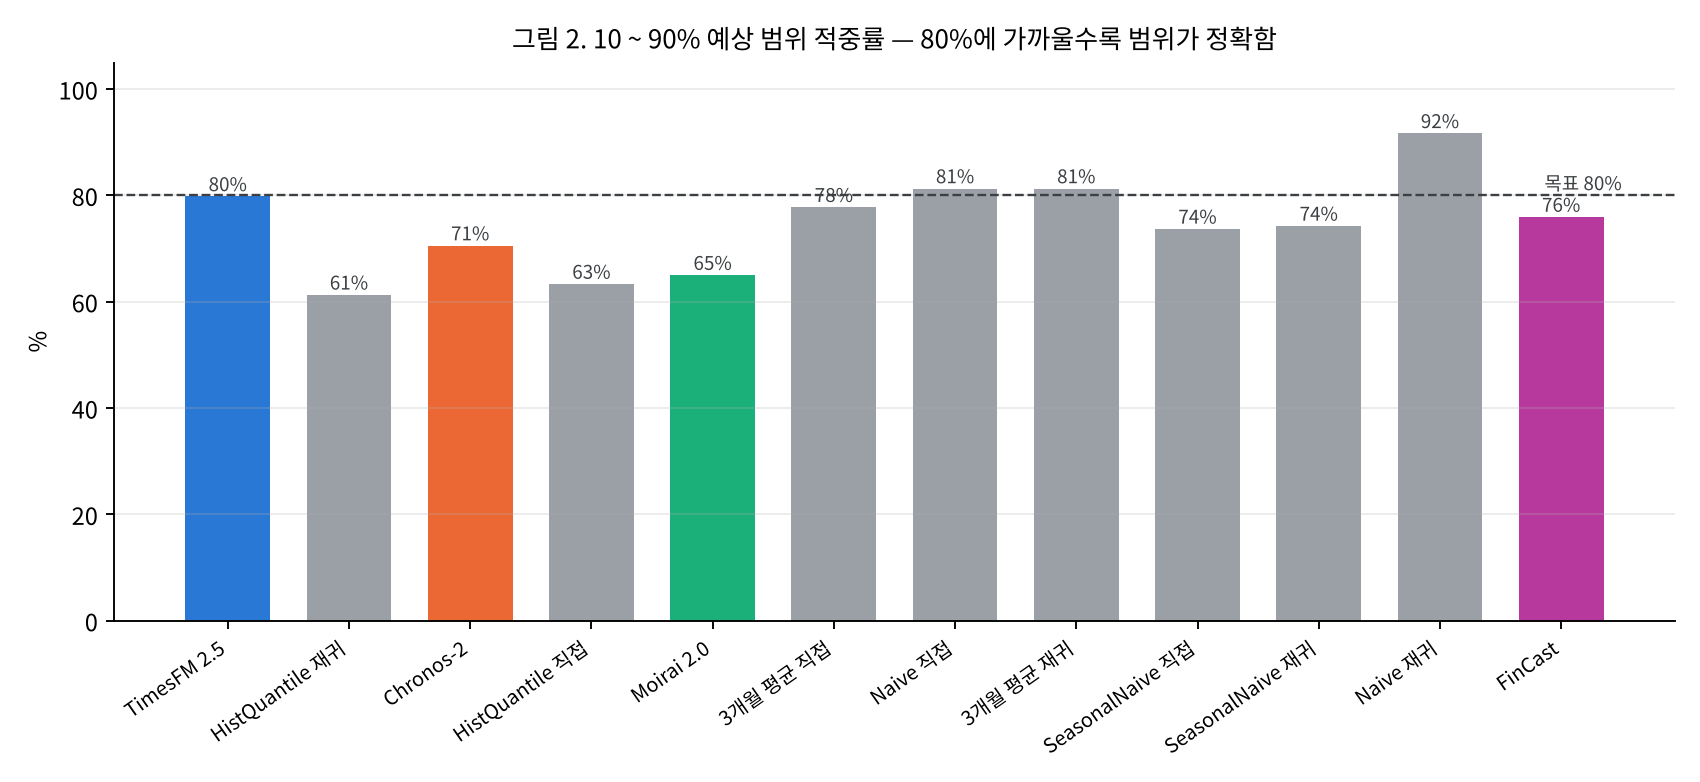 그림 2. 10 ~ 90% 예상 범위 적중률 — 80%에 가까울수록 범위가 정확함
%
100
80
60
40
20
0
80%
61%
71%
63%
65%
78%
81%
81%
74%
74%
92%
목표 80%
76%
TimesFM 2.5
HistQuantile 재귀
Chronos-2
HistQuantile 직접
Moirai 2.0
3개월 평균 직접
Naive 직접
3개월 평균 재귀
SeasonalNaive 직접
SeasonalNaive 재귀
Naive 재귀
FinCast